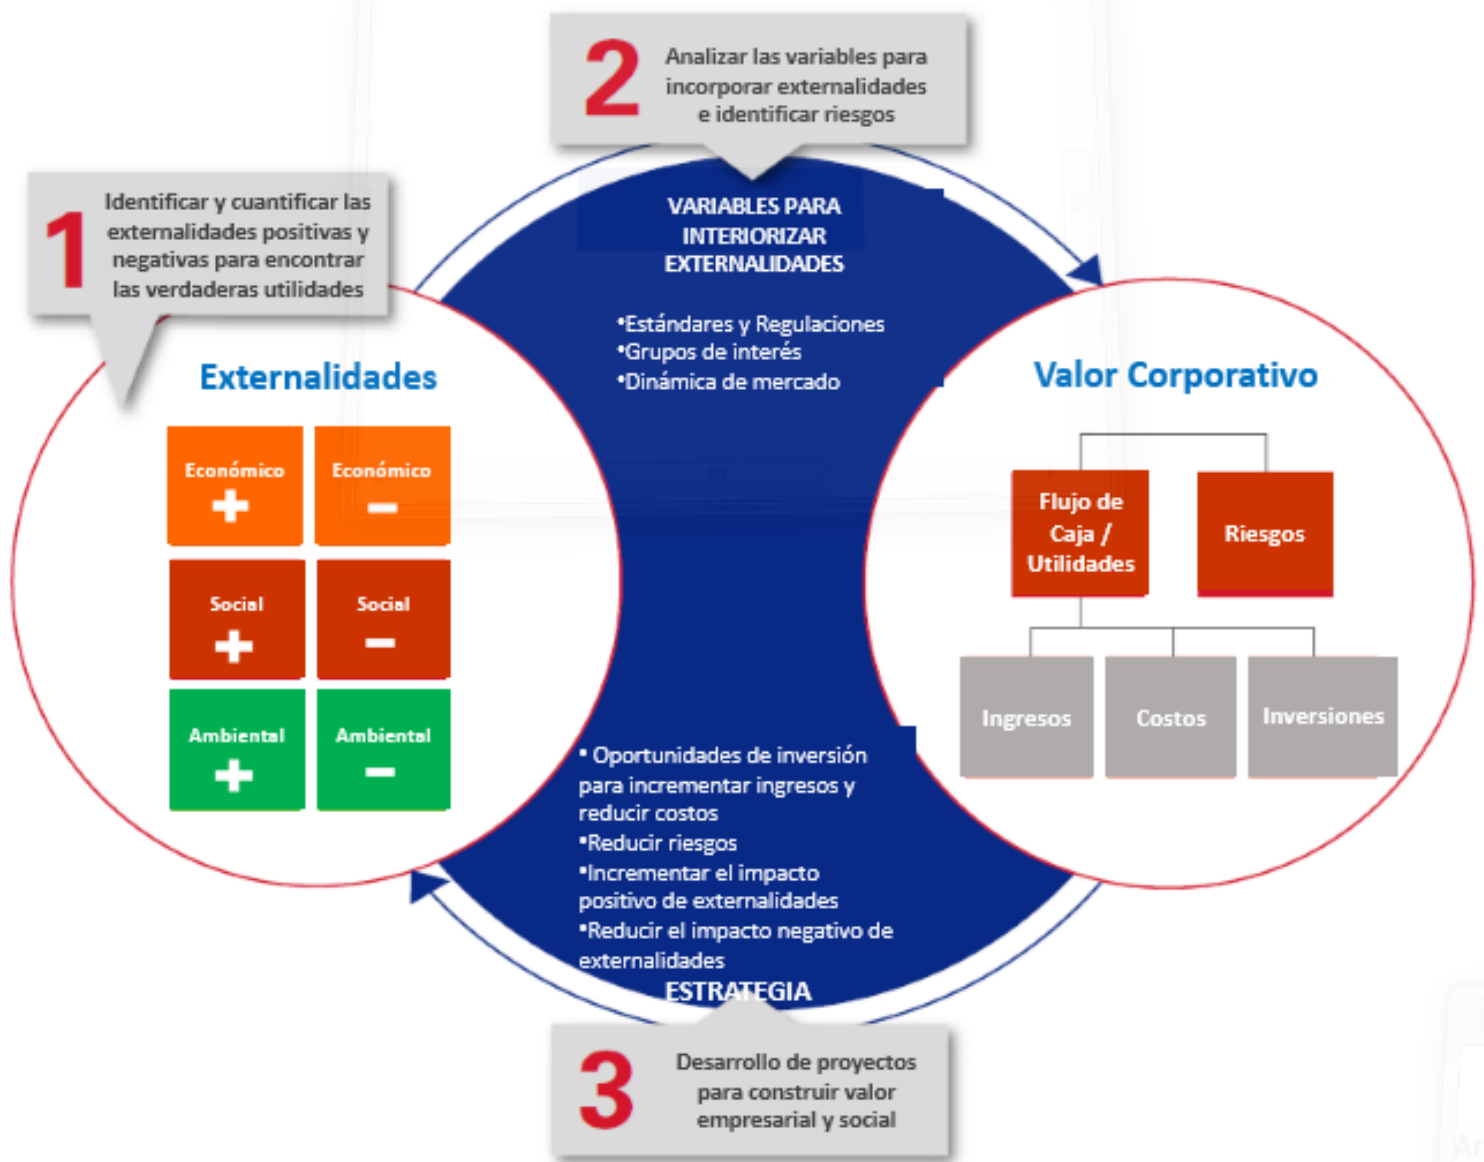 2
Analizar las variables para
incorporar externalidades
e identificar riesgos
1
Identificar y cuantificar las
externalidades positivas y
negativas para encontrar
las verdaderas utilidades
VARIABLES PARA
INTERIORIZAR
EXTERNALIDADES
•Estándares y Regulaciones
•Grupos de interés
•Dinámica de mercado
Externalidades
Económico
+
Económico
−
Social
+
Social
−
Ambiental
+
Ambiental
−
Valor Corporativo
Flujo de
Caja /
Utilidades
Riesgos
Ingresos
Costos
Inversiones
• Oportunidades de inversión
para incrementar ingresos y
reducir costos
•Reducir riesgos
•Incrementar el impacto
positivo de externalidades
•Reducir el impacto negativo de
externalidades
ESTRATEGIA
3
Desarrollo de proyectos
para construir valor
empresarial y social